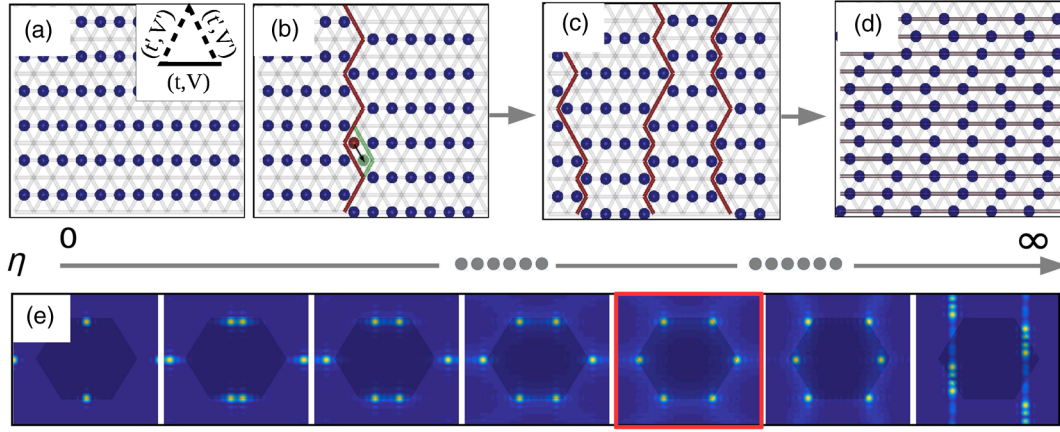 (a)
(t', V')
(t', V')
(t, V)
(b)
(c)
(d)
0
∞
η
(e)